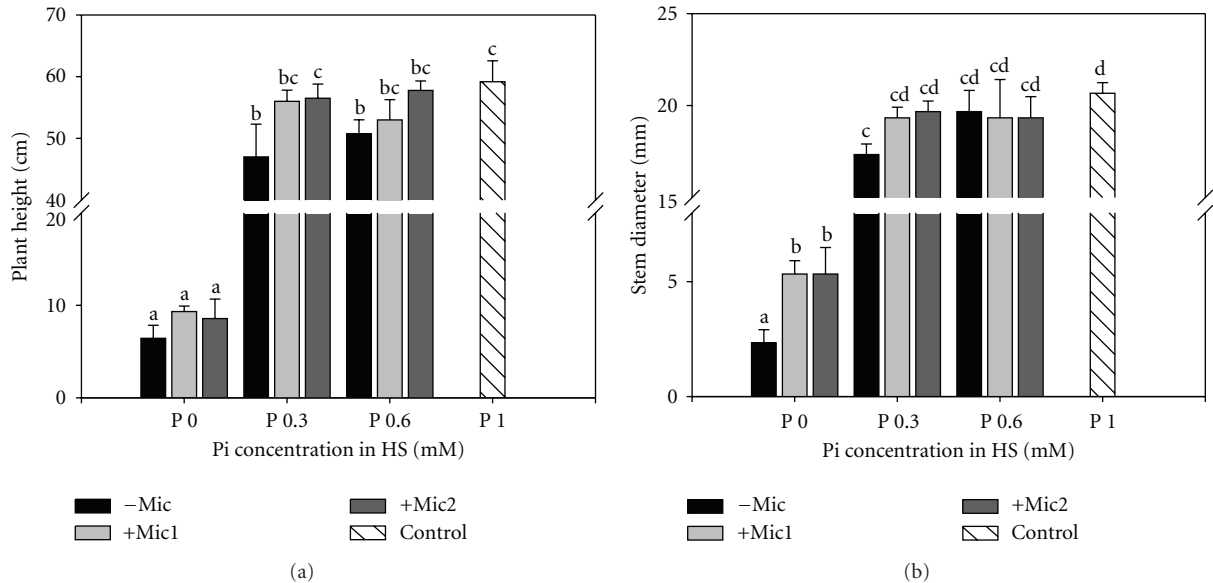 70
60
50
40
20
10
0
Plant height (cm)
a
a
a
b
bc
c
b
bc
bc
c
P 0 P 0.3 P 0.6 P 1
Pi concentration in HS (mM)
−Mic
+Mic1
+Mic2
Control
(a)
25
20
15
5
0
Stem diameter (mm)
a
b
b
c
cd
cd
cd
cd
cd
d
P 0 P 0.3 P 0.6 P 1
Pi concentration in HS (mM)
−Mic
+Mic1
+Mic2
Control
(b)